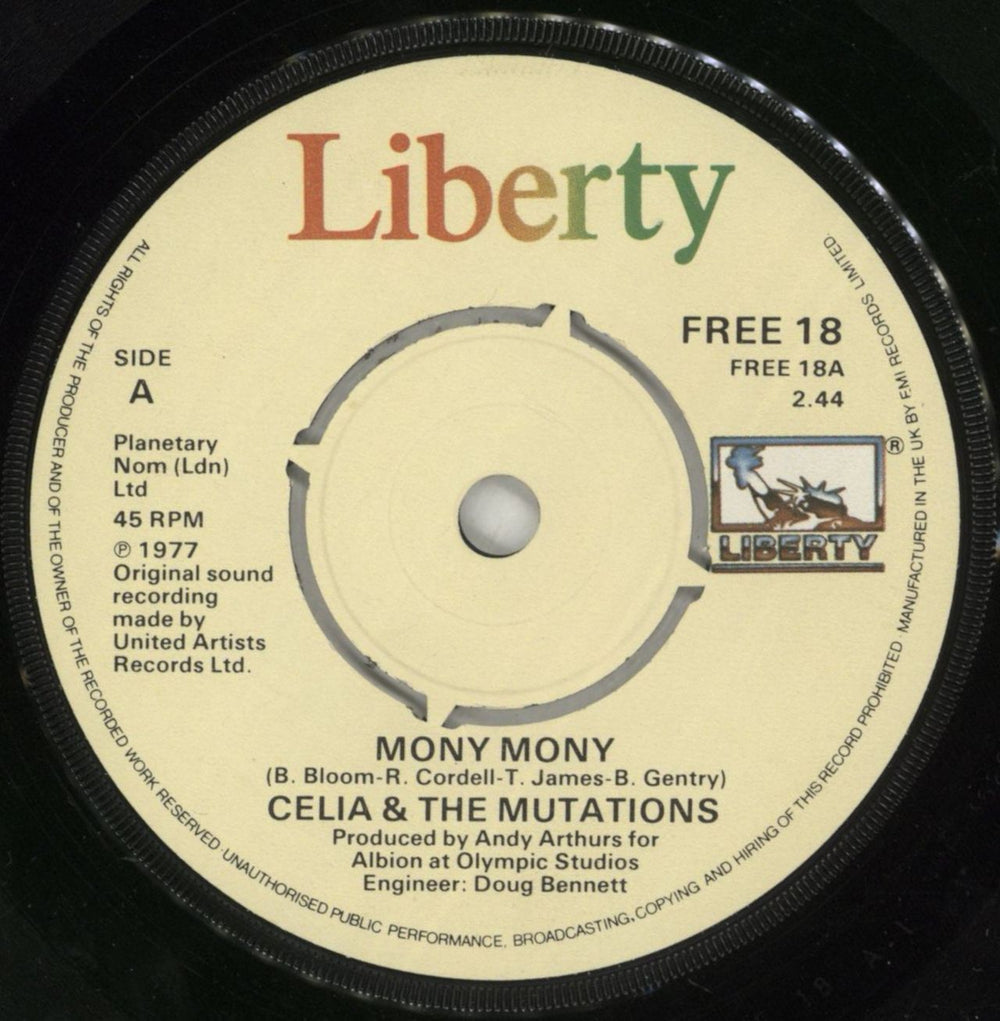 Liberty
SIDE
A
FREE 18
FREE 18A
2.44
Planetary
Nom (Ldn)
Ltd
45 RPM
℗ 1977
Original sound
recording
made by
United Artists
Records Ltd.
®
LIBERTY
MONY MONY
(B. Bloom-R. Cordell-T. James-B. Gentry)
CELIA & THE MUTATIONS
Produced by Andy Arthurs for
Albion at Olympic Studios
Engineer: Doug Bennett
ALL RIGHTS OF THE PRODUCER AND OF THE OWNER OF THE RECORDED WORK RESERVED · UNAUTHORISED PUBLIC PERFORMANCE, BROADCASTING, COPYING AND HIRING OF THIS RECORD PROHIBITED · MANUFACTURED IN THE UK BY EMI RECORDS LIMITED.